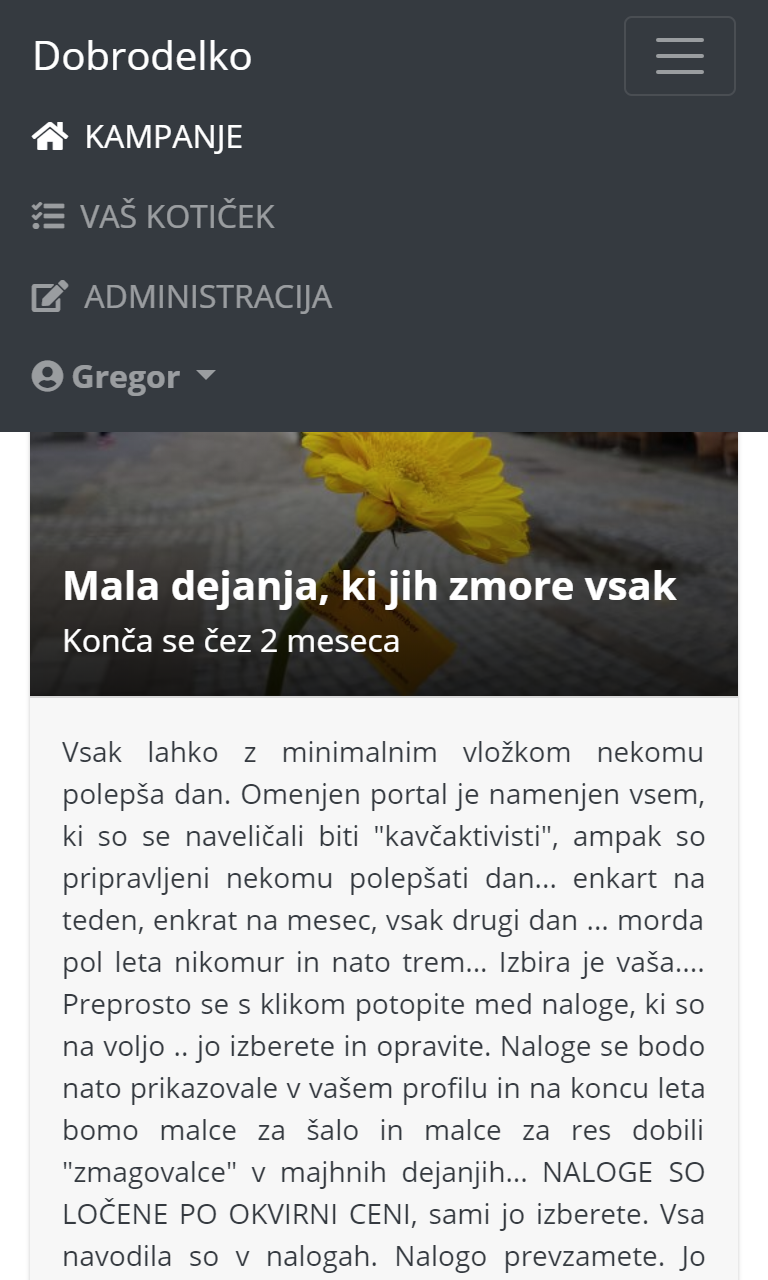 Dobrodelko
KAMPANJE
VAŠ KOTIČEK
ADMINISTRACIJA
Gregor
Mala dejanja, ki jih zmore vsak
Konča se čez 2 meseca
Vsak lahko z minimalnim vložkom nekomu
polepša dan. Omenjen portal je namenjen vsem,
ki so se naveličali biti "kavčaktivisti", ampak so
pripravljeni nekomu polepšati dan... enkart na
teden, enkrat na mesec, vsak drugi dan ... morda
pol leta nikomur in nato trem... Izbira je vaša....
Preprosto se s klikom potopite med naloge, ki so
na voljo .. jo izberete in opravite. Naloge se bodo
nato prikazovale v vašem profilu in na koncu leta
bomo malce za šalo in malce za res dobili
"zmagovalce" v majhnih dejanjih... NALOGE SO
LOČENE PO OKVIRNI CENI, sami jo izberete. Vsa
navodila so v nalogah. Nalogo prevzamete. Jo